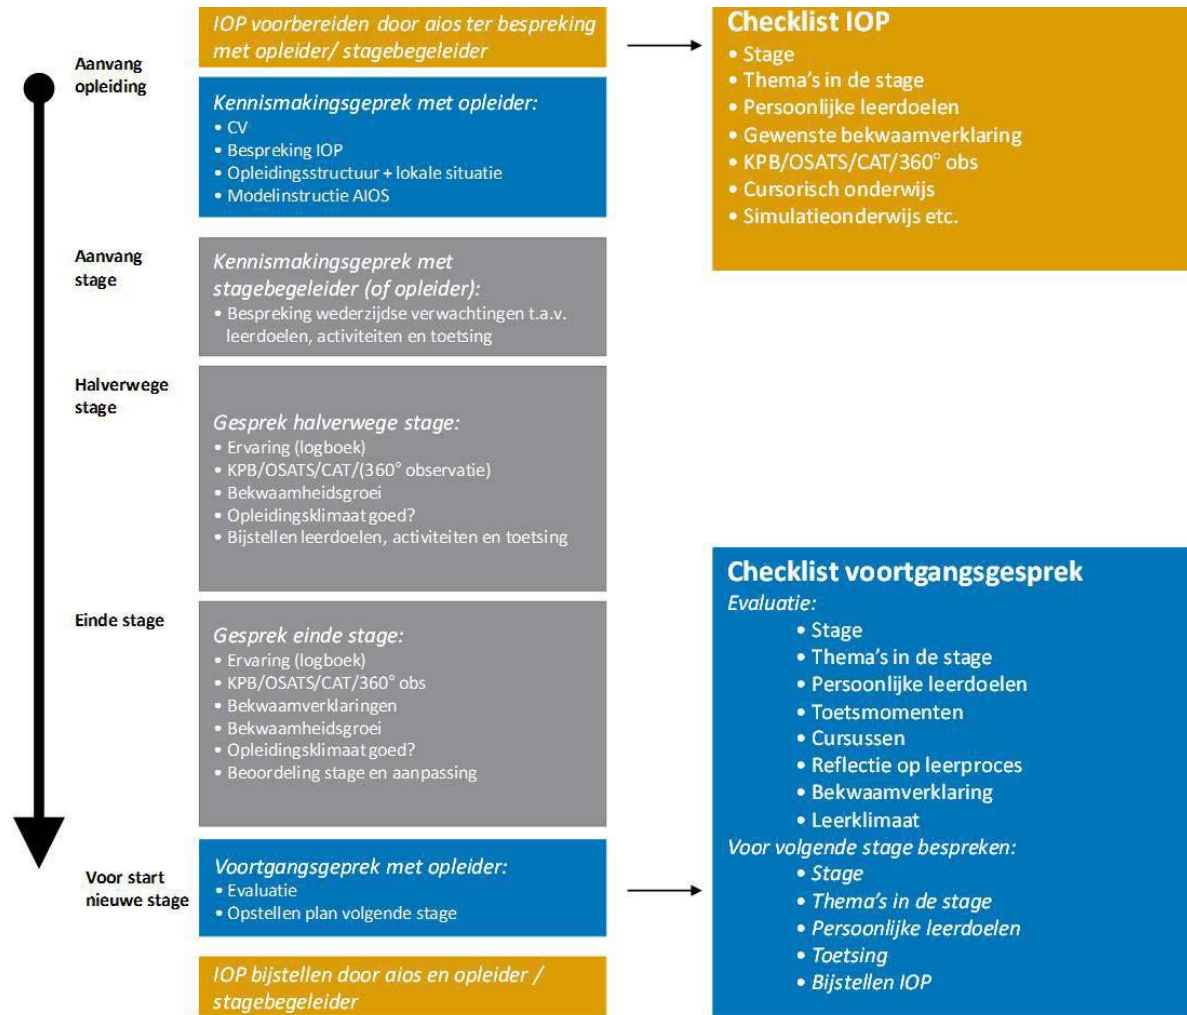 IOP voorbereiden door aios ter bespreking
met opleider/ stagebegeleider
Aanvang
opleiding
Kennismakingsgeprek met opleider:
• CV
• Bespreking IOP
• Opleidingsstructuur + lokale situatie
• Modelinstructie AIOS
Checklist IOP
• Stage
• Thema's in de stage
• Persoonlijke leerdoelen
• Gewenste bekwaamverklaring
• KPB/OSATS/CAT/360° obs
• Cursorisch onderwijs
• Simulatieonderwijs etc.
Aanvang
stage
Kennismakingsgeprek met
stagebegeleider (of opleider):
• Bespreking wederzijdse verwachtingen t.a.v.
leerdoelen, activiteiten en toetsing
Halverwege
stage
Gesprek halverwege stage:
• Ervaring (logboek)
• KPB/OSATS/CAT/(360° observatie)
• Bekwaamheidsgroei
• Opleidingsklimaat goed?
• Bijstellen leerdoelen, activiteiten en toetsing
Einde stage
Gesprek einde stage:
• Ervaring (logboek)
• KPB/OSATS/CAT/360° obs
• Bekwaamverklaringen
• Bekwaamheidsgroei
• Opleidingsklimaat goed?
• Beoordeling stage en aanpassing
Voor start
nieuwe stage
Voortgangsgeprek met opleider:
• Evaluatie
• Opstellen plan volgende stage
IOP bijstellen door aios en opleider /
stagebegeleider
Checklist voortgangsgesprek
Evaluatie:
• Stage
• Thema's in de stage
• Persoonlijke leerdoelen
• Toetsmomenten
• Cursussen
• Reflectie op leerproces
• Bekwaamverklaring
• Leerklimaat
Voor volgende stage bespreken:
• Stage
• Thema's in de stage
• Persoonlijke leerdoelen
• Toetsing
• Bijstellen IOP